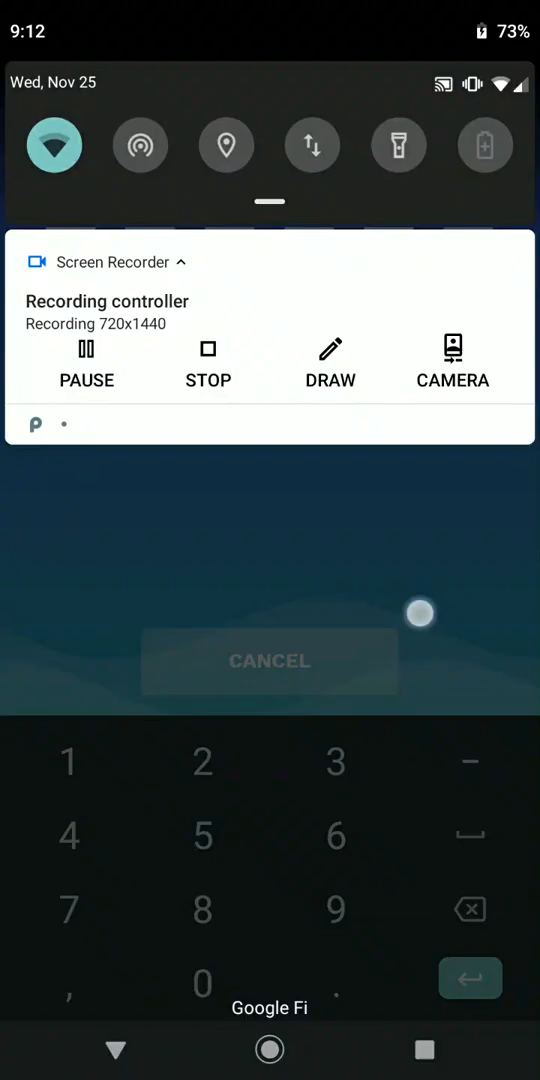 9:12 73%
Wed, Nov 25
Screen Recorder
Recording controller
Recording 720x1440
PAUSE STOP DRAW CAMERA
CANCEL
1 2 3 –
4 5 6
7 8 9
, 0 .
Google Fi